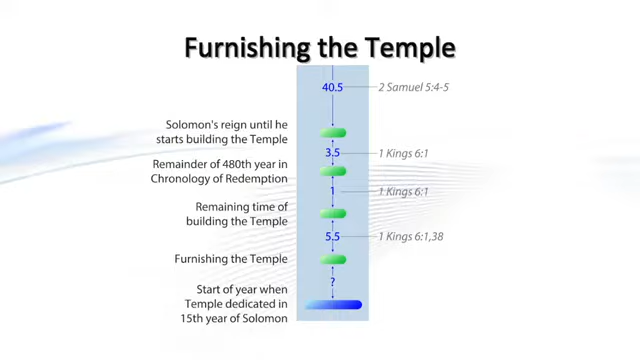 Furnishing the Temple
40.5
2 Samuel 5:4-5
Solomon's reign until he
starts building the Temple
3.5
1 Kings 6:1
Remainder of 480th year in
Chronology of Redemption
1
1 Kings 6:1
Remaining time of
building the Temple
5.5
1 Kings 6:1,38
Furnishing the Temple
?
Start of year when
Temple dedicated in
15th year of Solomon